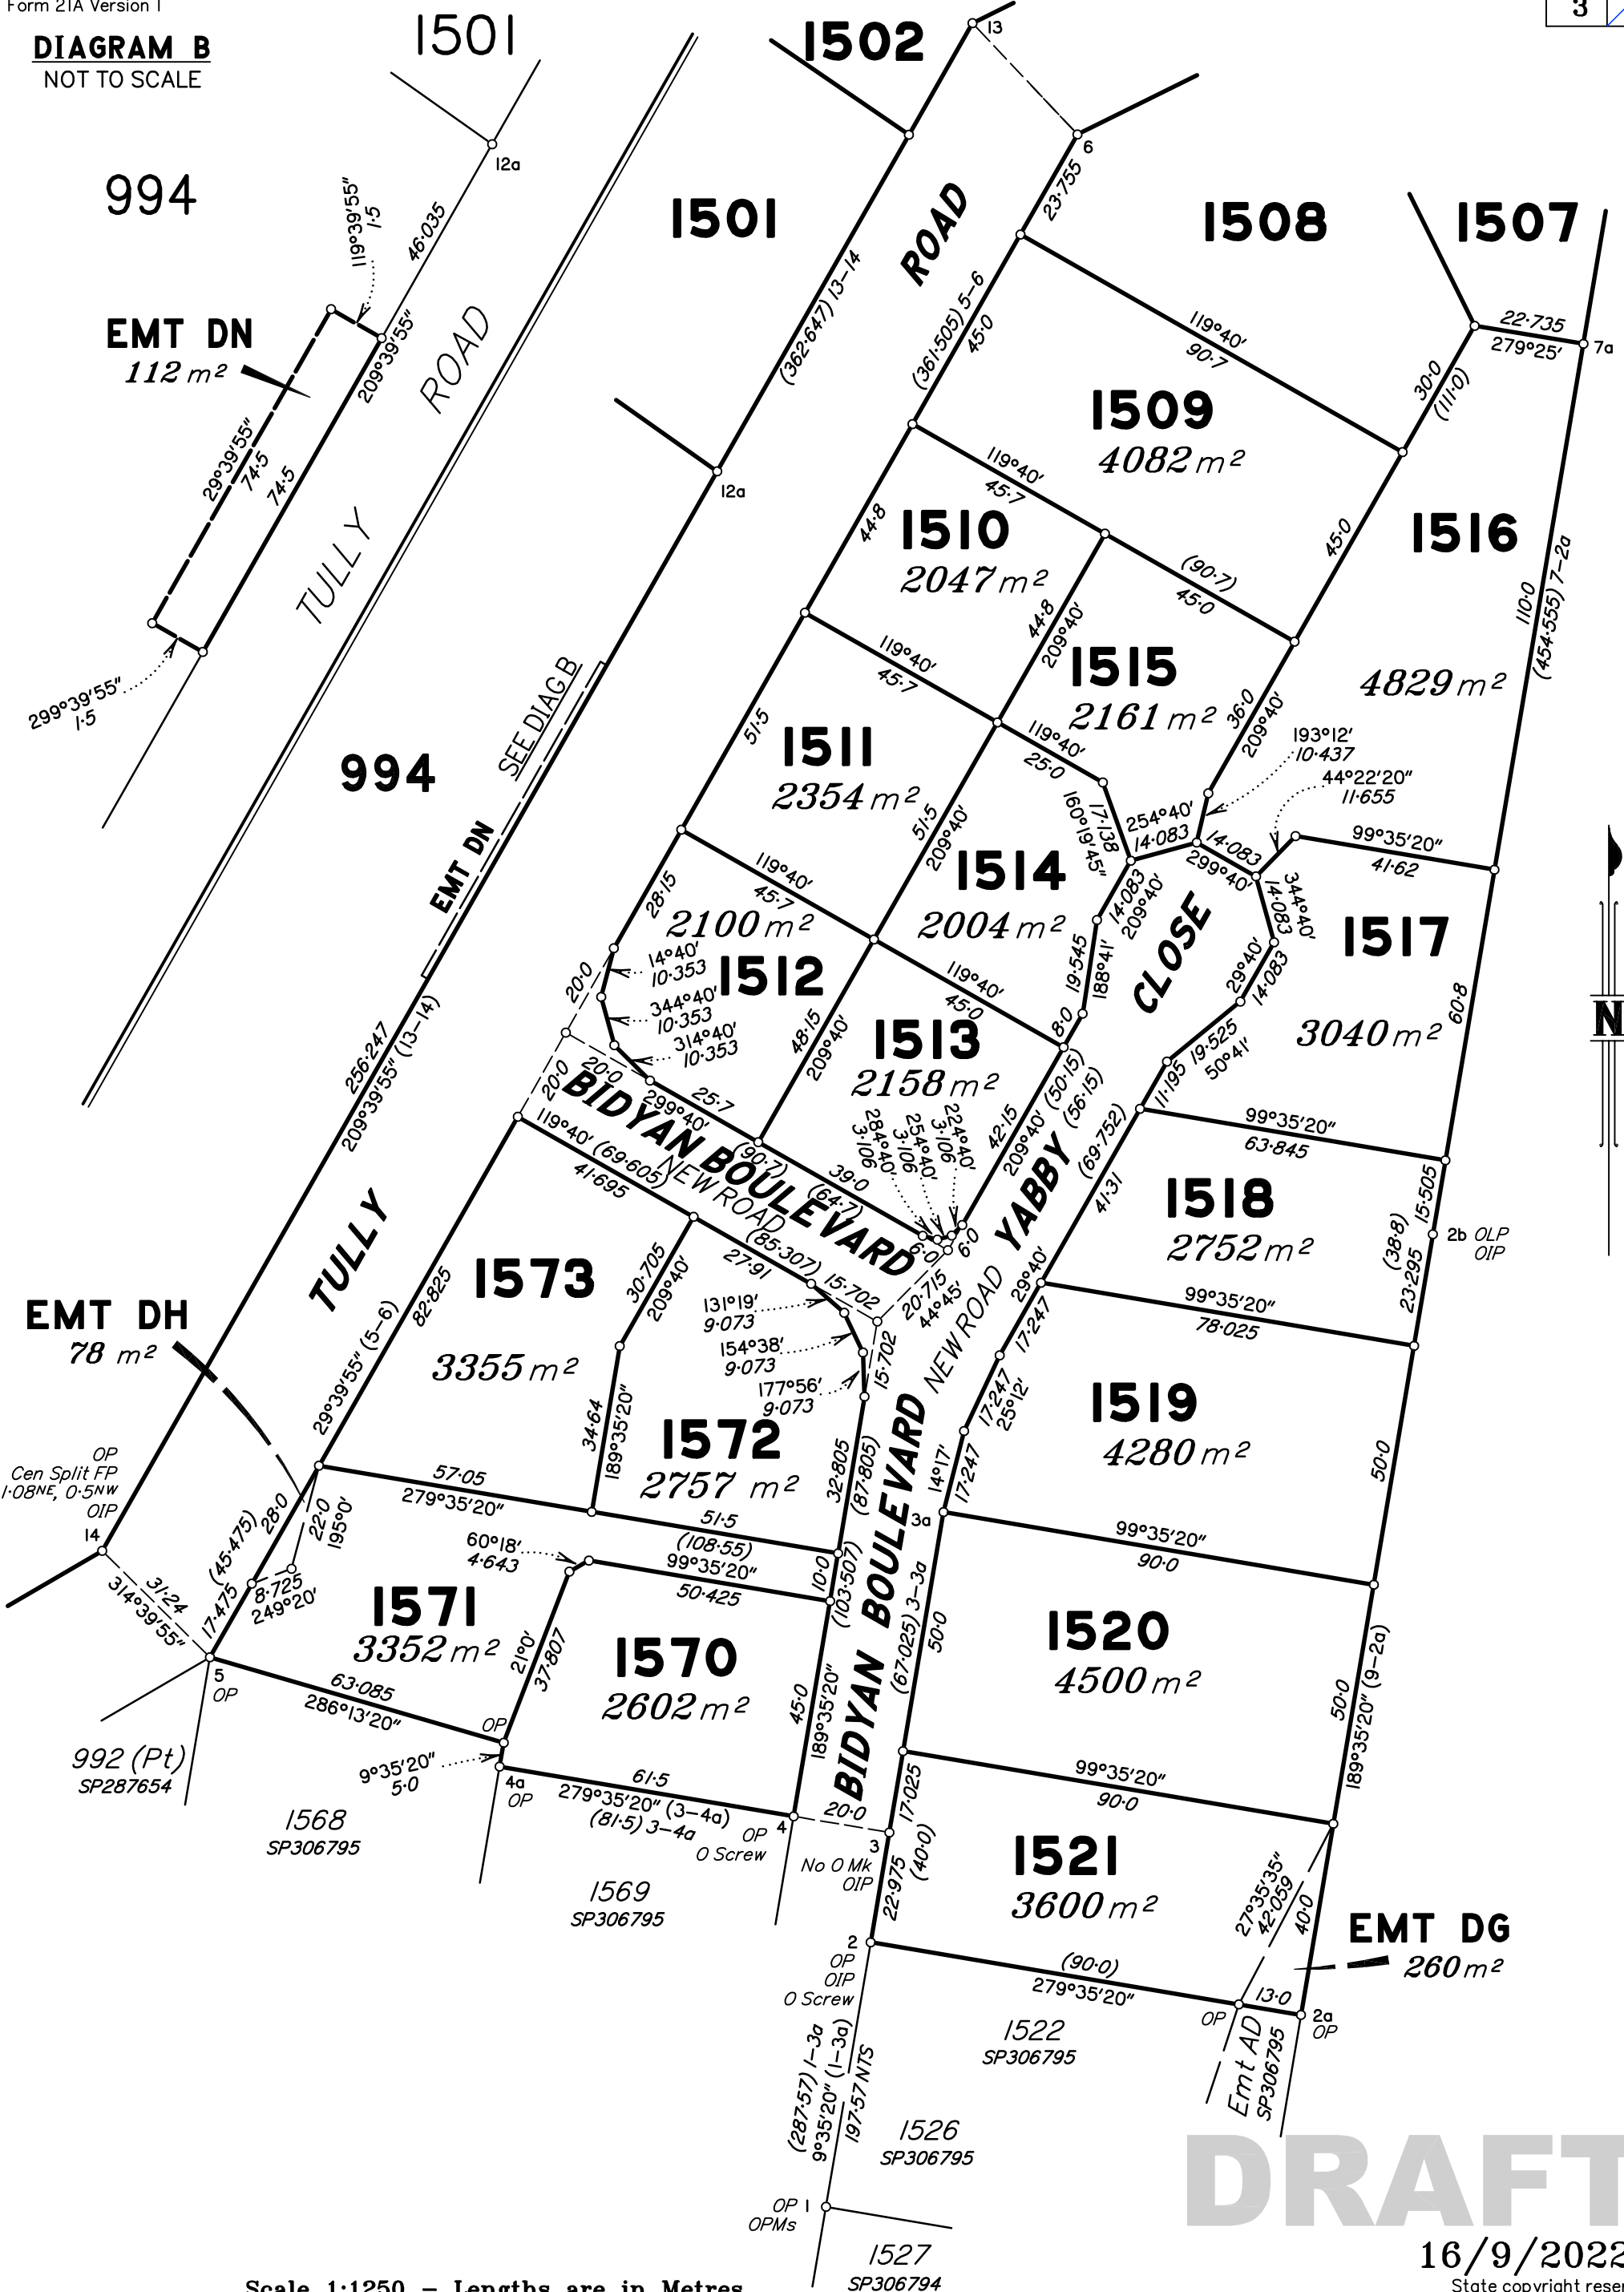 Form 21A Version 1
3
DIAGRAM B
NOT TO SCALE
1501
1502
13
12a
994
119°39'55"
1·5
46·035
6
23·755
1501
ROAD
1508
1507
EMT DN
112 m²
209°39'55"
ROAD
(362·647) 13-14
(361·505) 5-6
45·0
119°40'
90·7
22·735
279°25'
7a
30·0
(111·0)
29°39'55"
74·5
74·5
TULLY
12a
1509
4082 m²
119°40'
45·7
44·8
1510
2047 m²
(90·7)
45·0
45·0
1516
110·0
(454·555) 7-2a
44·8
209°40'
299°39'55"
1·5
SEE DIAG B
119°40'
45·7
1515
2161 m²
4829 m²
51·5
1511
2354 m²
119°40'
25·0
36·0
209°40'
193°12'
10·437
44°22'20"
11·655
994
17·138
160°19'45"
254°40'
14·083
14·083
299°40'
99°35'20"
41·62
EMT DN
51·5
209°40'
119°40'
45·7
1514
2004 m²
14·083
209°40'
344°40'
14·083
1517
28·15
2100 m²
14°40'
10·353
1512
344°40'
10·353
314°40'
10·353
20·0
119°40'
45·0
19·545
188°41'
CLOSE
29°40'
14·083
3040 m²
60·8
N
256·247
209°39'55" (13-14)
48·15
209°40'
1513
2158 m²
8·0
19·525
50°41'
11·195
20·0
20·0
299°40'
25·7
BIDYAN BOULEVARD
NEW ROAD
(90·7)
39·0
(64·7)
284°40'
3·106
254°40'
3·106
224°40'
3·106
42·15
209°40' (50·15)
(56·15)
YABBY
(69·752)
41·31
99°35'20"
63·845
119°40' (69·605)
41·695
(85·307)
27·91
15·702
6·0
6·0
20·715
44°45'
NEW ROAD
29°40'
1518
2752 m²
15·505
(38·8)
2b OLP
OIP
23·295
TULLY
82·825
29°39'55" (5-6)
1573
3355 m²
30·705
209°40'
131°19'
9·073
154°38'
9·073
177°56'
9·073
15·702
17·247
99°35'20"
78·025
EMT DH
78 m²
34·64
189°35'20"
1572
2757 m²
32·805
(87·805)
17·247
25°12'
14°17'
17·247
1519
4280 m²
50·0
OP
Cen Split FP
1·08NE, 0·5NW
OIP
14
57·05
279°35'20"
51·5
(108·55)
3a
99°35'20"
90·0
28·0
(45·475)
22·0
195°0'
60°18'
4·643
99°35'20"
50·425
10·0
(103·507)
31·24
314°39'55"
17·475
8·725
249°20'
1571
3352 m²
21°0'
37·807
1570
2602 m²
45·0
189°35'20"
BIDYAN BOULEVARD
(67·025) 3-3a
50·0
1520
4500 m²
50·0
189°35'20" (9-2a)
5
OP
63·085
286°13'20"
OP
992 (Pt)
SP287654
9°35'20"
5·0
4a
OP
61·5
279°35'20" (3-4a)
(81·5) 3-4a
OP
4
O Screw
20·0
3
17·025
99°35'20"
90·0
1568
SP306795
No O Mk
OIP
22·975
(40·0)
1521
3600 m²
27°35'35"
42·059
40·0
EMT DG
260 m²
1569
SP306795
2
OP
OIP
O Screw
(90·0)
279°35'20"
13·0
OP
2a
OP
1522
SP306795
Emt AD
SP306795
(287·57) 1-3a
9°35'20" (1-3a)
197·57 NTS
1526
SP306795
OP 1
OPMs
1527
SP306794
DRAFT
16/9/2022
Scale 1:1250 - Lengths are in Metres
State copyright rese